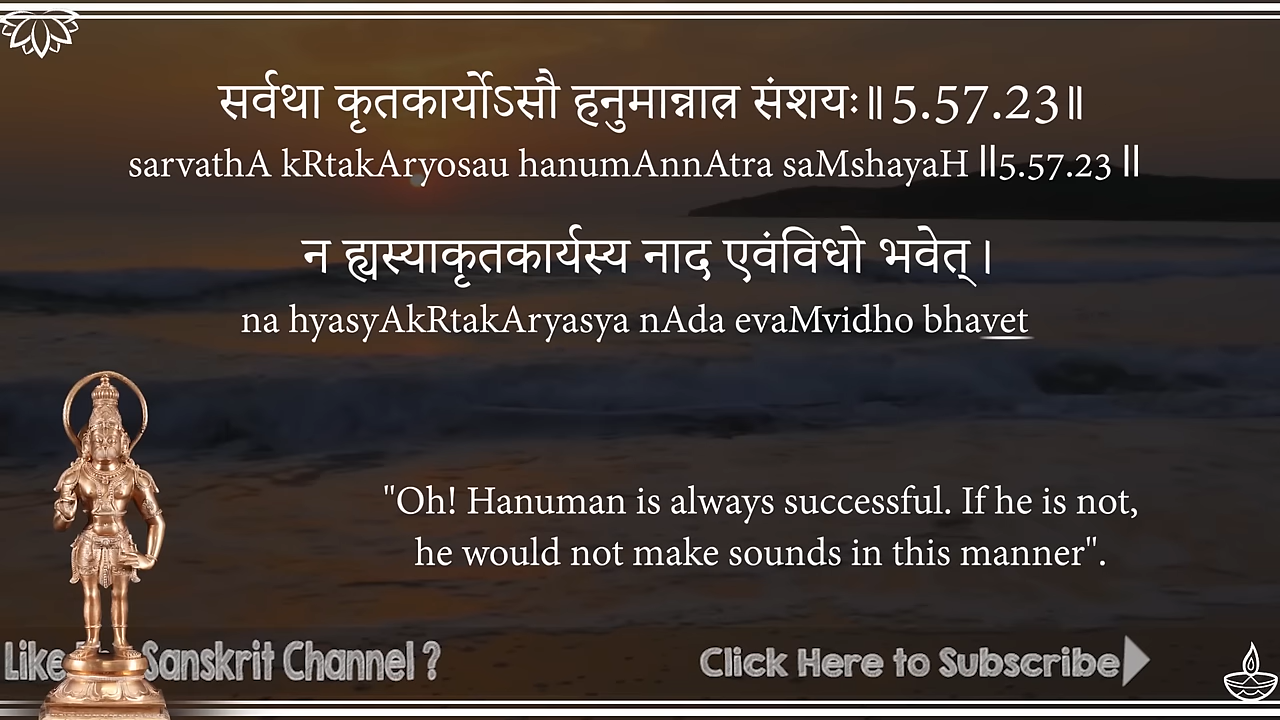 सर्वथा कृतकार्योऽसौ हनुमान्नात्र संशयः॥5.57.23॥
sarvathA kRtakAryosau hanumAnnAtra saMshayaH ॥5.57.23॥
न ह्यस्याकृतकार्यस्य नाद एवंविधो भवेत्।
na hyasyAkRtakAryasya nAda evaMvidho bhavet
"Oh! Hanuman is always successful. If he is not,
he would not make sounds in this manner".
Like Sanskrit Channel ?
Click Here to Subscribe